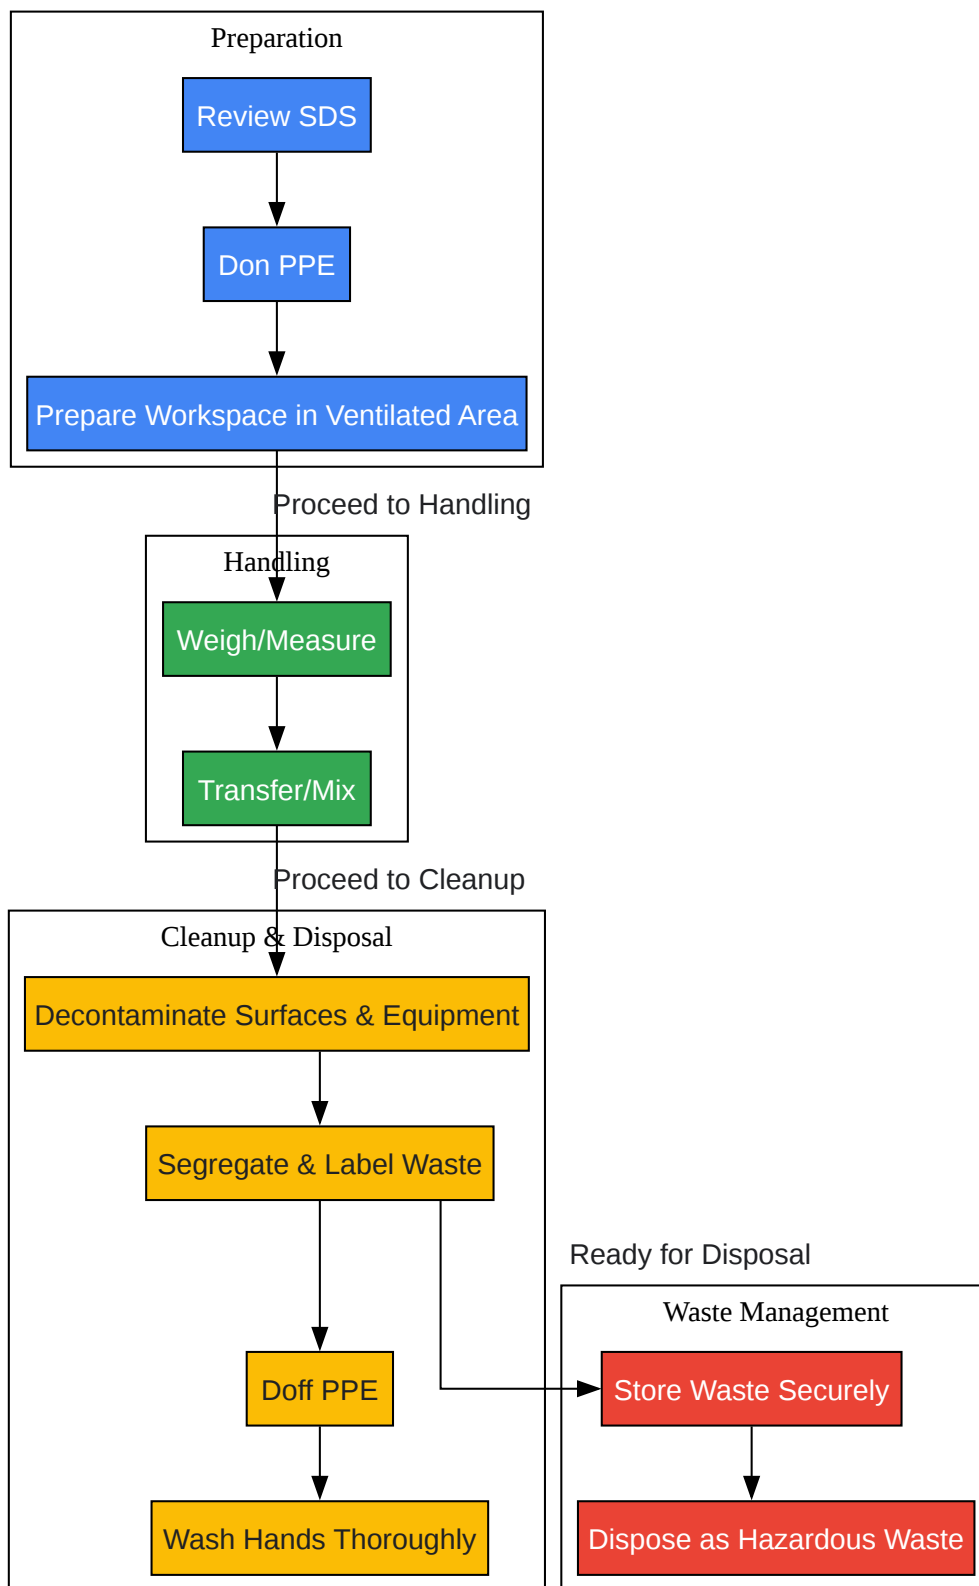 Preparation
Review SDS
Don PPE
Prepare Workspace in Ventilated Area
Proceed to Handling
Handling
Weigh/Measure
Transfer/Mix
Proceed to Cleanup
Cleanup & Disposal
Decontaminate Surfaces & Equipment
Segregate & Label Waste
Ready for Disposal
Waste Management
Doff PPE
Store Waste Securely
Wash Hands Thoroughly
Dispose as Hazardous Waste